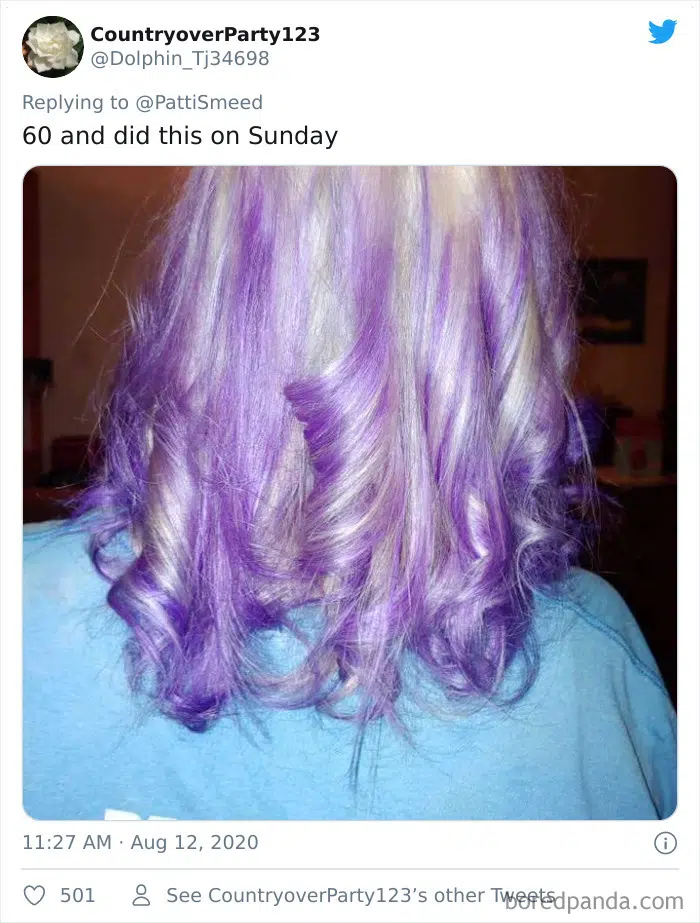 CountryoverParty123
@Dolphin_Tj34698
Replying to @PattiSmeed
60 and did this on Sunday
11:27 AM · Aug 12, 2020
501
See CountryoverParty123’s other Tweets
boredpanda.com